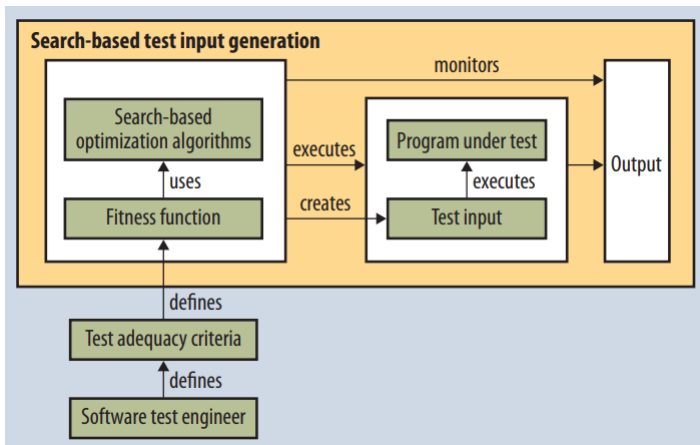 Search-based test input generation
monitors
Search-based
optimization algorithms
uses
Fitness function
executes
creates
Program under test
executes
Test input
Output
defines
Test adequacy criteria
defines
Software test engineer